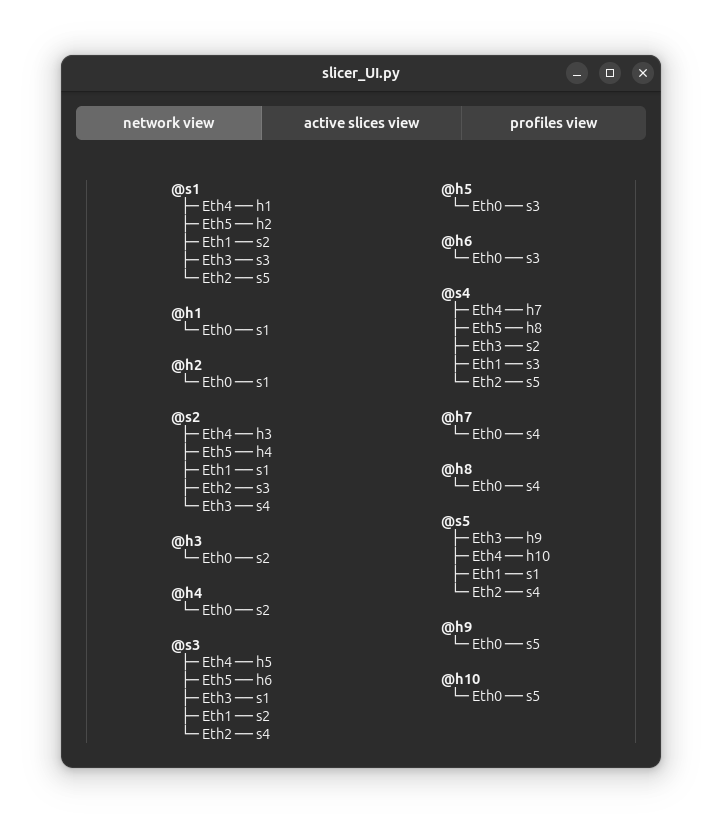 slicer_UI.py
network view
active slices view
profiles view
@s1
├─ Eth4 ── h1
├─ Eth5 ── h2
├─ Eth1 ── s2
├─ Eth3 ── s3
└─ Eth2 ── s5
@h1
└─ Eth0 ── s1
@h2
└─ Eth0 ── s1
@s2
├─ Eth4 ── h3
├─ Eth5 ── h4
├─ Eth1 ── s1
├─ Eth2 ── s3
└─ Eth3 ── s4
@h3
└─ Eth0 ── s2
@h4
└─ Eth0 ── s2
@s3
├─ Eth4 ── h5
├─ Eth5 ── h6
├─ Eth3 ── s1
├─ Eth1 ── s2
└─ Eth2 ── s4
@h5
└─ Eth0 ── s3
@h6
└─ Eth0 ── s3
@s4
├─ Eth4 ── h7
├─ Eth5 ── h8
├─ Eth3 ── s2
├─ Eth1 ── s3
└─ Eth2 ── s5
@h7
└─ Eth0 ── s4
@h8
└─ Eth0 ── s4
@s5
├─ Eth3 ── h9
├─ Eth4 ── h10
├─ Eth1 ── s1
└─ Eth2 ── s4
@h9
└─ Eth0 ── s5
@h10
└─ Eth0 ── s5